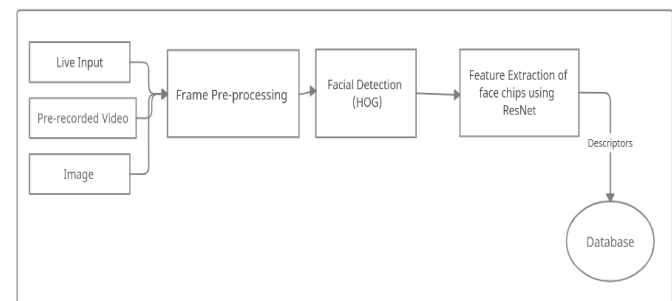 Live Input
Pre-recorded Video
Image
Frame Pre-processing
Facial Detection
(HOG)
Feature Extraction of
face chips using
ResNet
Descriptors
Database